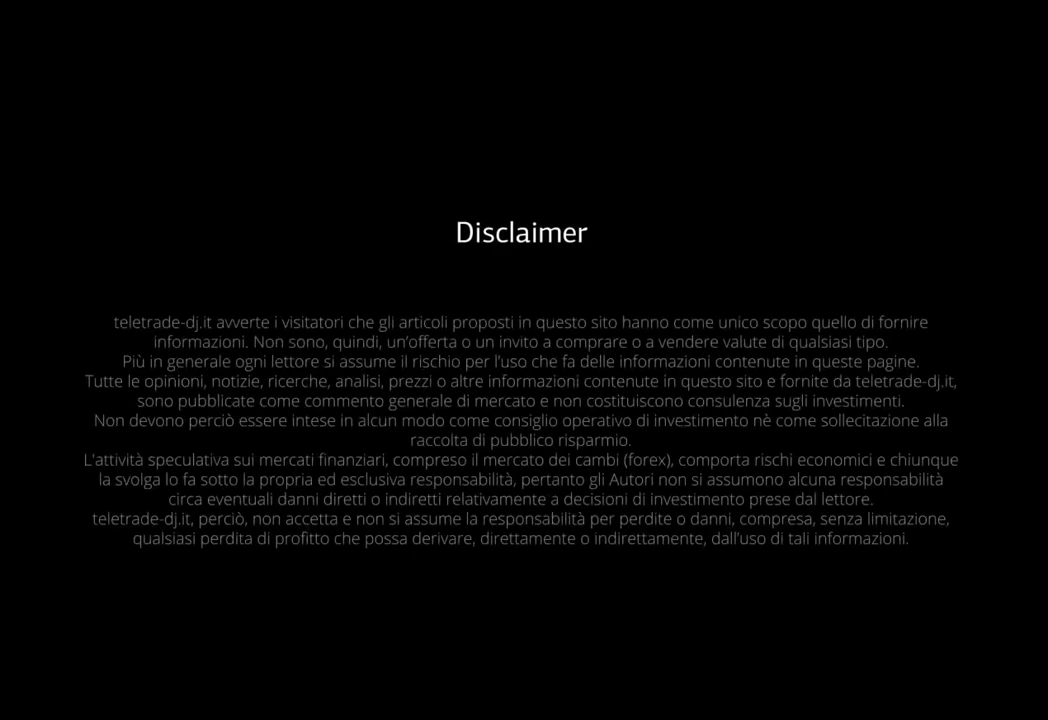 Disclaimer
teletrade-dj.it avverte i visitatori che gli articoli proposti in questo sito hanno come unico scopo quello di fornire
informazioni. Non sono, quindi, un'offerta o un invito a comprare o a vendere valute di qualsiasi tipo.
Più in generale ogni lettore si assume il rischio per l'uso che fa delle informazioni contenute in queste pagine.
Tutte le opinioni, notizie, ricerche, analisi, prezzi o altre informazioni contenute in questo sito e fornite da teletrade-dj.it,
sono pubblicate come commento generale di mercato e non costituiscono consulenza sugli investimenti.
Non devono perciò essere intese in alcun modo come consiglio operativo di investimento nè come sollecitazione alla
raccolta di pubblico risparmio.
L'attività speculativa sui mercati finanziari, compreso il mercato dei cambi (forex), comporta rischi economici e chiunque
la svolga lo fa sotto la propria ed esclusiva responsabilità, pertanto gli Autori non si assumono alcuna responsabilità
circa eventuali danni diretti o indiretti relativamente a decisioni di investimento prese dal lettore.
teletrade-dj.it, perciò, non accetta e non si assume la responsabilità per perdite o danni, compresa, senza limitazione,
qualsiasi perdita di profitto che possa derivare, direttamente o indirettamente, dall'uso di tali informazioni.